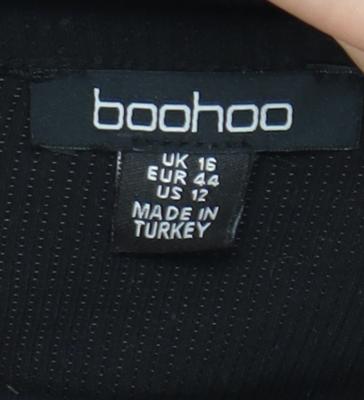 boohoo
UK 16
EUR 44
US 12
MADE IN
TURKEY